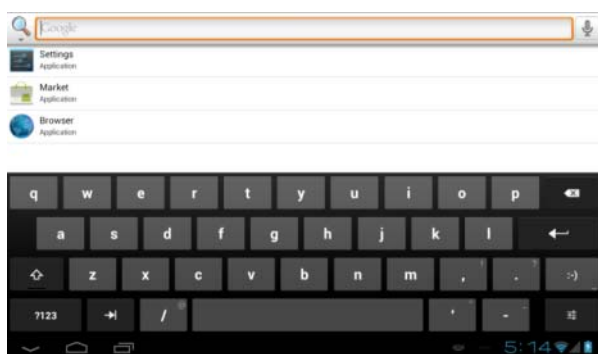 Google
Settings
Application
Market
Application
Browser
Application
q w e r t y u i o p
a s d f g h j k l
z x c v b n m , ! . ? :-)
?123 / @ ' " - _
5:14